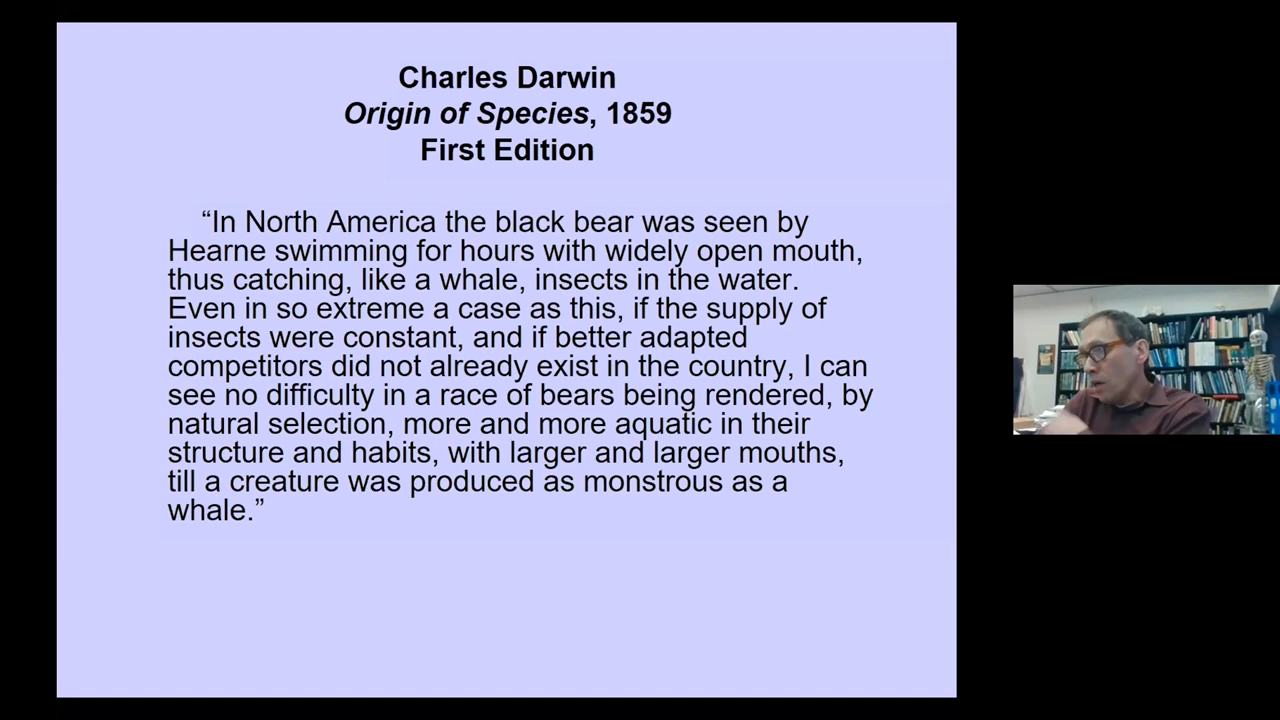 Charles Darwin
Origin of Species, 1859
First Edition
“In North America the black bear was seen by
Hearne swimming for hours with widely open mouth,
thus catching, like a whale, insects in the water.
Even in so extreme a case as this, if the supply of
insects were constant, and if better adapted
competitors did not already exist in the country, I can
see no difficulty in a race of bears being rendered, by
natural selection, more and more aquatic in their
structure and habits, with larger and larger mouths,
till a creature was produced as monstrous as a
whale.”